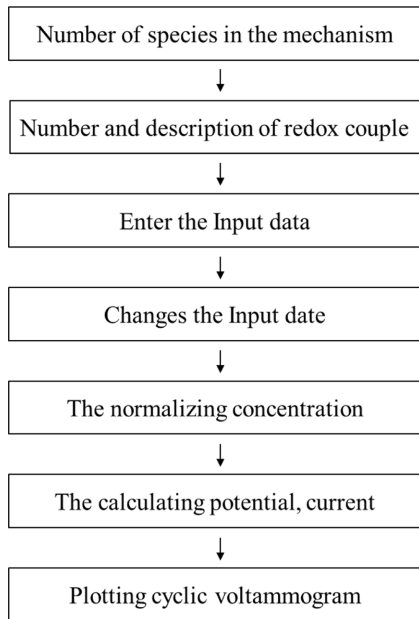 Number of species in the mechanism
Number and description of redox couple
Enter the Input data
Changes the Input date
The normalizing concentration
The calculating potential, current
Plotting cyclic voltammogram